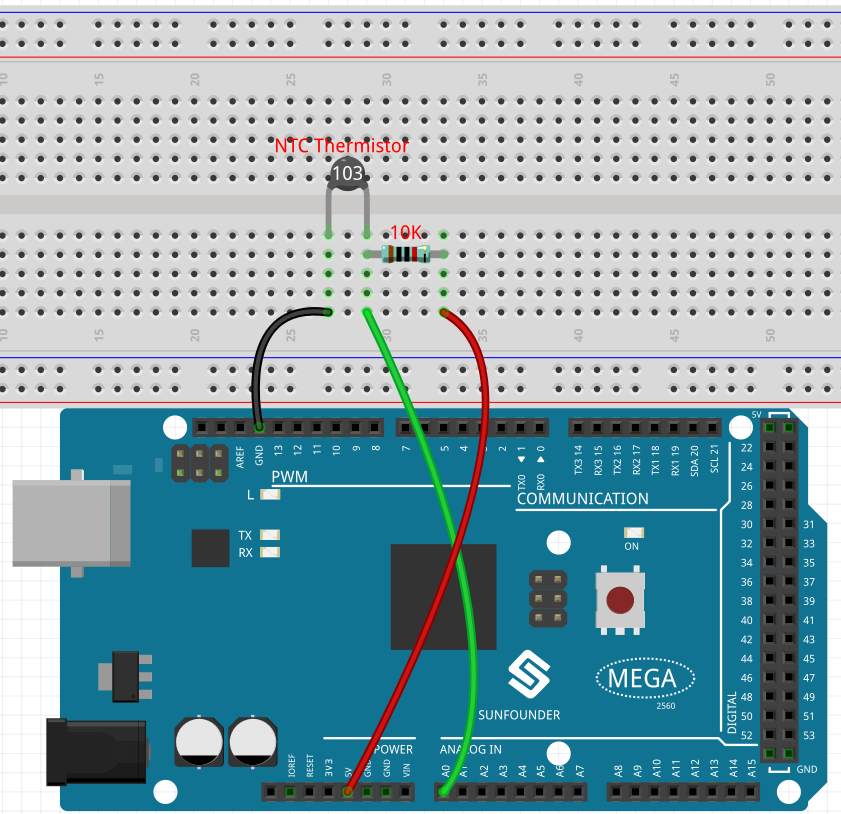 10 15 20 25 30 35 40 45 50
NTC Thermistor
103
10K
10 15 20 25 30 35 40 45 50
5V
AREF GND 13 12 11 10 9 8 7 5 4 3 2 TX0 1 RX0 0 TX3 14 RX3 15 TX2 16 RX2 17 TX1 18 RX1 19 SDA 20 SCL 21
PWM
COMMUNICATION
L
TX
RX
ON
22
24
26
28
30 31
32 33
34 35
36 37
38 39
40 41
42 43
44 45
46 47
48 49
50 51
52 53
DIGITAL
GND
MEGA
2560
SUNFOUNDER
POWER
ANALOG IN
IOREF RESET 3V3 5V GND GND VIN A0 A1 A2 A3 A4 A5 A6 A7 A8 A9 A10 A11 A12 A13 A14 A15